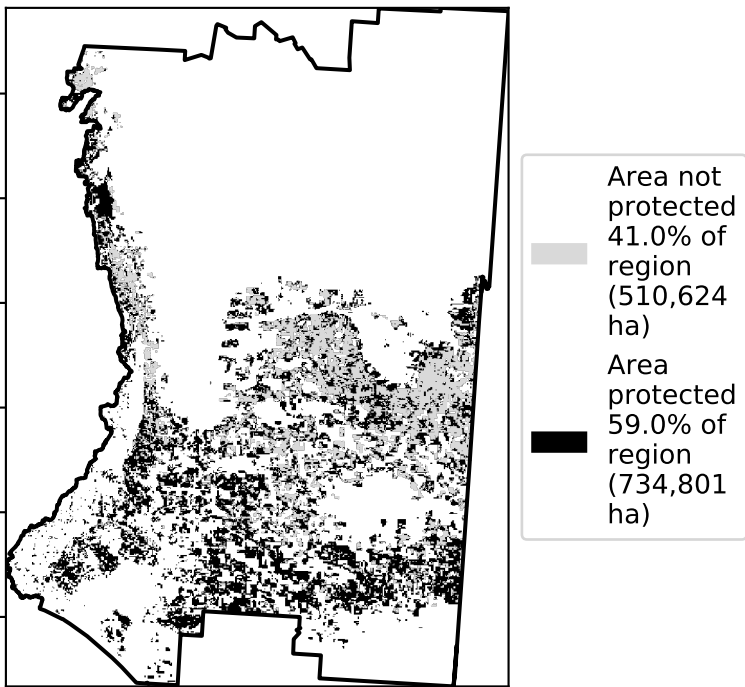 Area not
protected
41.0% of
region
(510,624
ha)
Area
protected
59.0% of
region
(734,801
ha)